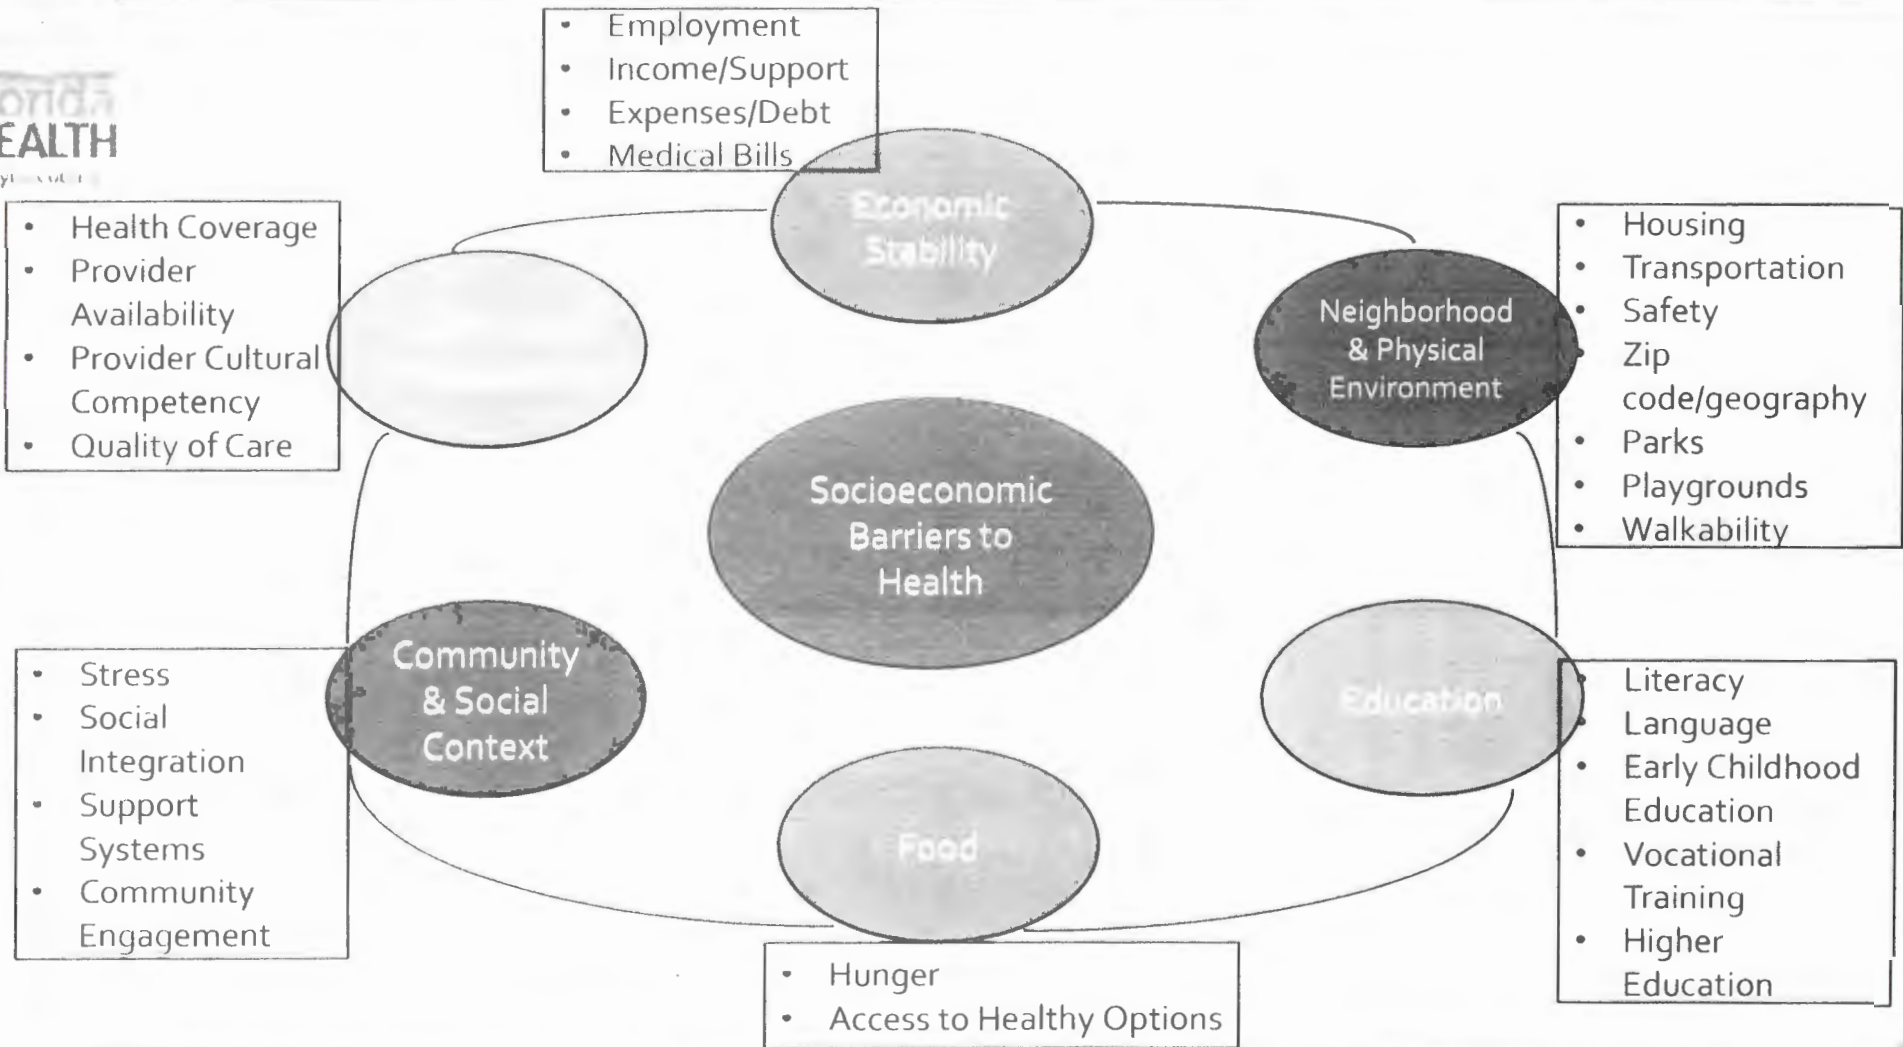 EALTH
• Employment
• Income/Support
• Expenses/Debt
• Medical Bills
Economic
Stability
• Health Coverage
• Provider
Availability
• Provider Cultural
Competency
• Quality of Care
Neighborhood
& Physical
Environment
• Housing
• Transportation
• Safety
• Zip
code/geography
• Parks
• Playgrounds
• Walkability
Socioeconomic
Barriers to
Health
Community
& Social
Context
• Stress
• Social
Integration
• Support
Systems
• Community
Engagement
Education
• Literacy
• Language
• Early Childhood
Education
• Vocational
Training
• Higher
Education
Food
• Hunger
• Access to Healthy Options